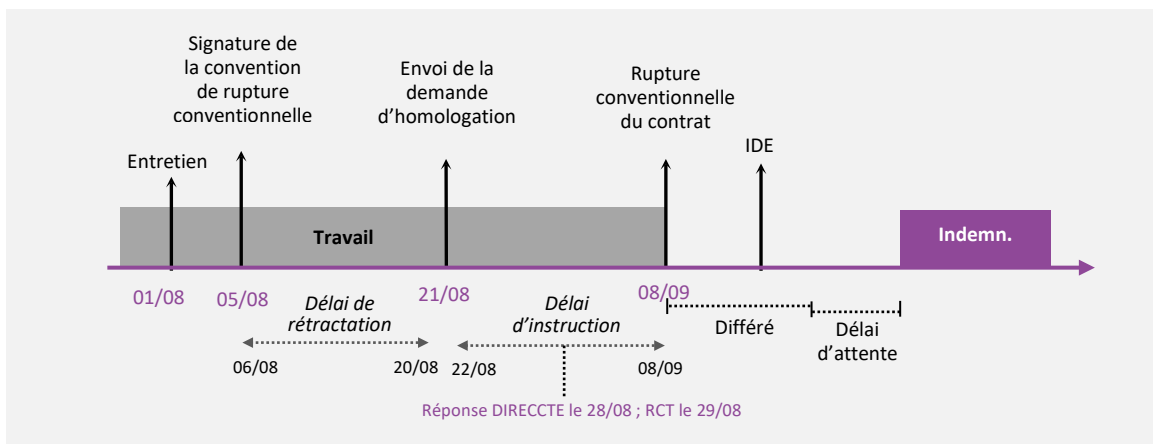 Signature de
la convention
de rupture
conventionnelle
Envoi de la
demande
d’homologation
Rupture
conventionnelle
du contrat
Entretien
IDE
Travail
Indemn.
01/08
05/08
21/08
08/09
Délai de
rétractation
Délai
d’instruction
Différé
Délai
d’attente
06/08
20/08
22/08
08/09
Réponse DIRECCTE le 28/08 ; RCT le 29/08